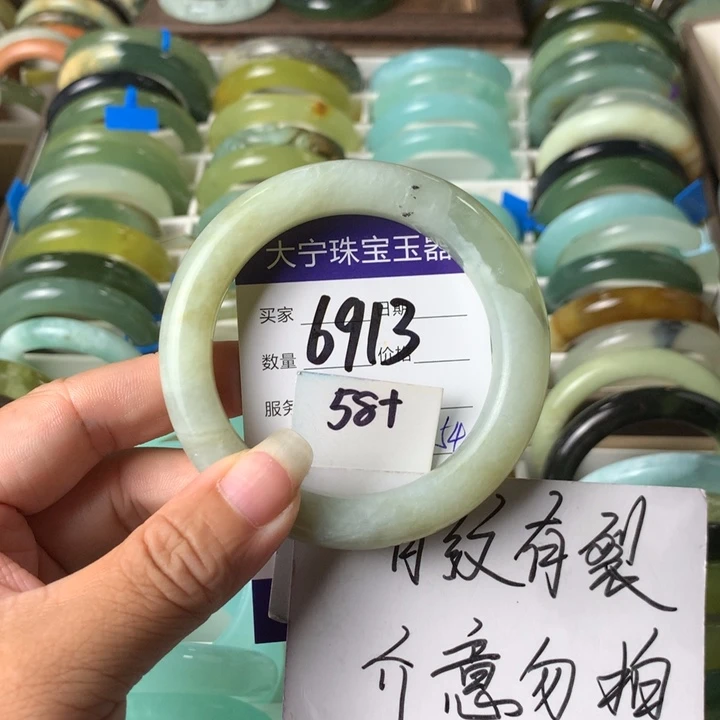 大宁珠宝玉器
买家 日期
6913
数量 价格
服务
58+
54
有纹有裂
介意勿拍